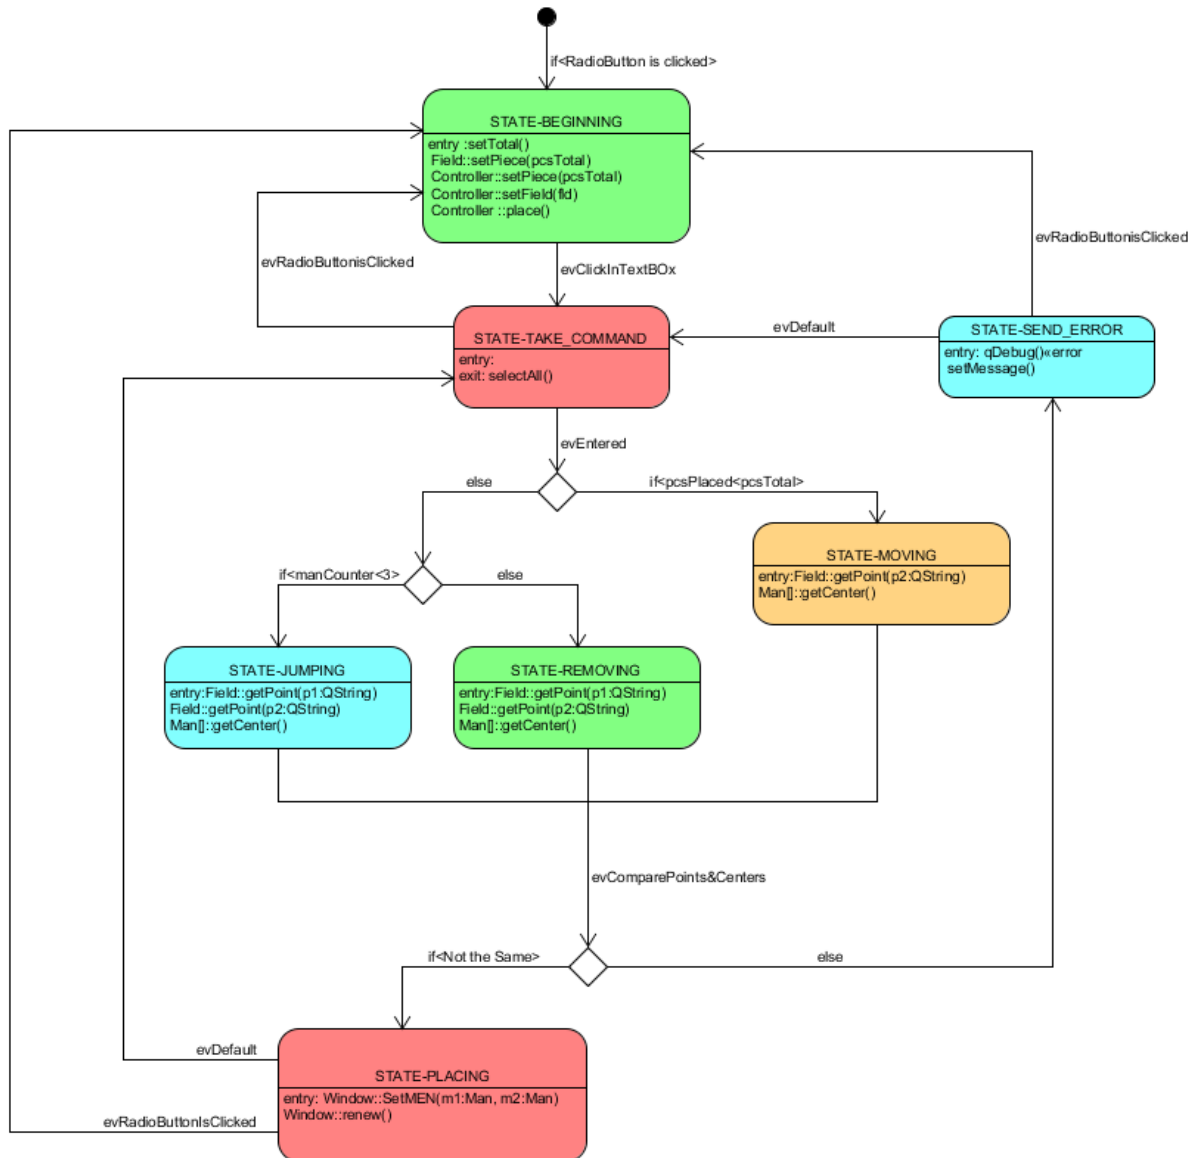 if<RadioButton is clicked>
STATE-BEGINNING
entry :setTotal()
Field::setPiece(pcsTotal)
Controller::setPiece(pcsTotal)
Controller::setField(fld)
Controller ::place()
evRadioButtonisClicked
evRadioButtonisClicked
evClickInTextBOx
STATE-TAKE_COMMAND
entry:
exit: selectAll()
evDefault
STATE-SEND_ERROR
entry: qDebug()«error
setMessage()
evEntered
else
if<pcsPlaced<pcsTotal>
STATE-MOVING
entry:Field::getPoint(p2:QString)
Man[]::getCenter()
if<manCounter<3>
else
STATE-JUMPING
entry:Field::getPoint(p1:QString)
Field::getPoint(p2:QString)
Man[]::getCenter()
STATE-REMOVING
entry:Field::getPoint(p1:QString)
Field::getPoint(p2:QString)
Man[]::getCenter()
evComparePoints&Centers
if<Not the Same>
else
evDefault
STATE-PLACING
entry: Window::SetMEN(m1:Man, m2:Man)
Window::renew()
evRadioButtonIsClicked